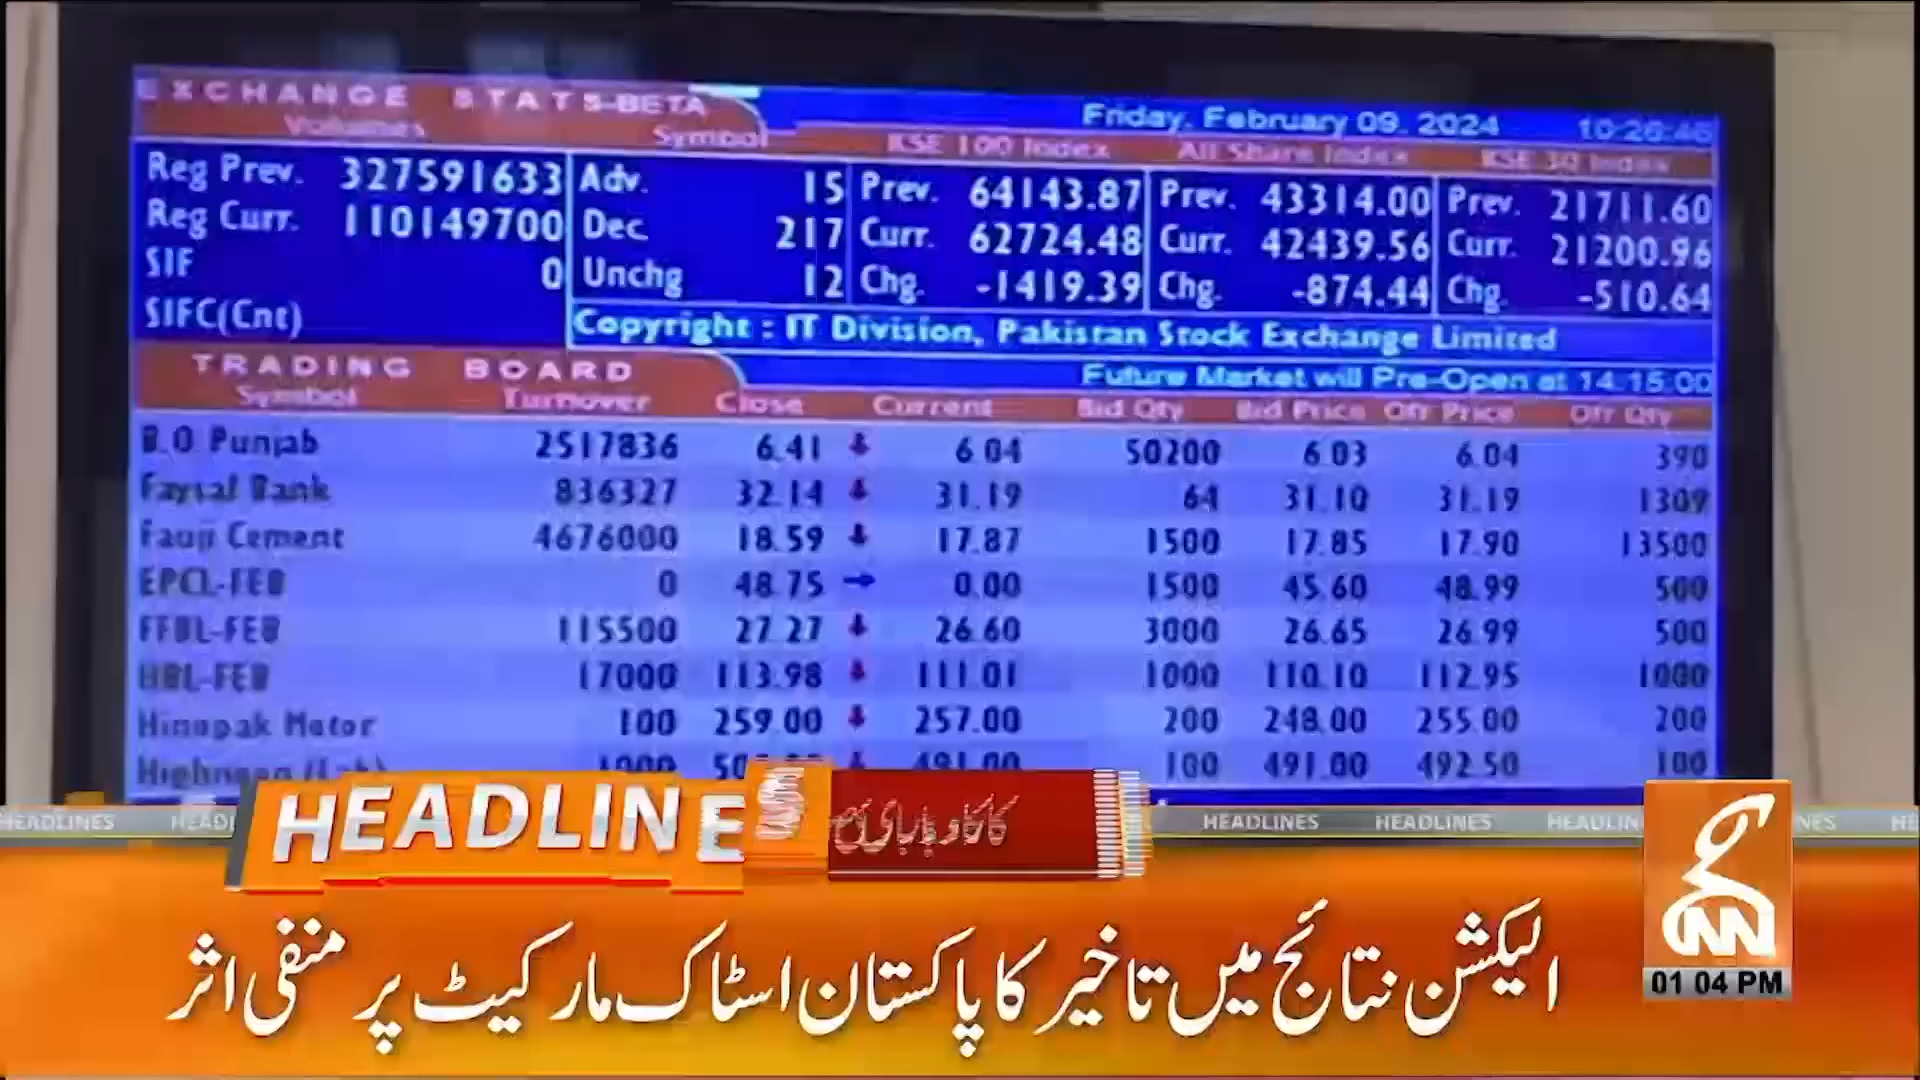 EXCHANGE STATS-BETA
Friday, February 09, 2024 10:26:46
Volumes Symbol KSE 100 Index All Share Index KSE 30 Index
Reg Prev. 327591633 Adv. 15 Prev. 64143.87 Prev. 43314.00 Prev. 21711.60
Reg Curr. 110149700 Dec 217 Curr. 62724.48 Curr. 42439.56 Curr. 21200.96
SIF 0 Unchg 12 Chg. -1419.39 Chg. -874.44 Chg. -510.64
SIFC(Cnt)
Copyright : IT Division, Pakistan Stock Exchange Limited
TRADING BOARD
Future Market will Pre-Open at 14:15:00
Symbol Turnover Close Current Bid Qty Bid Price Ofr Price Ofr Qty
B.O Punjab 2517836 6.41 6.04 50200 6.03 6.04 390
Faysal Bank 836327 32.14 31.19 64 31.10 31.19 1309
Fauji Cement 4676000 18.59 17.87 1500 17.85 17.90 13500
EPCL-FEB 0 48.75 0.00 1500 45.60 48.99 500
FFBL-FEB 115500 27.27 26.60 3000 26.65 26.99 500
HBL-FEB 17000 113.98 111.01 1000 110.10 112.95 1000
Hinopak Motor 100 259.00 257.00 200 248.00 255.00 200
1000 491.00 100 491.00 492.50 100
HEADLINES HEADLINES HEADLINES
HEADLINE
الیکشن نتائج میں تاخیر کا پاکستان اسٹاک مارکیٹ پر منفی اثر
GNN
01:04 PM